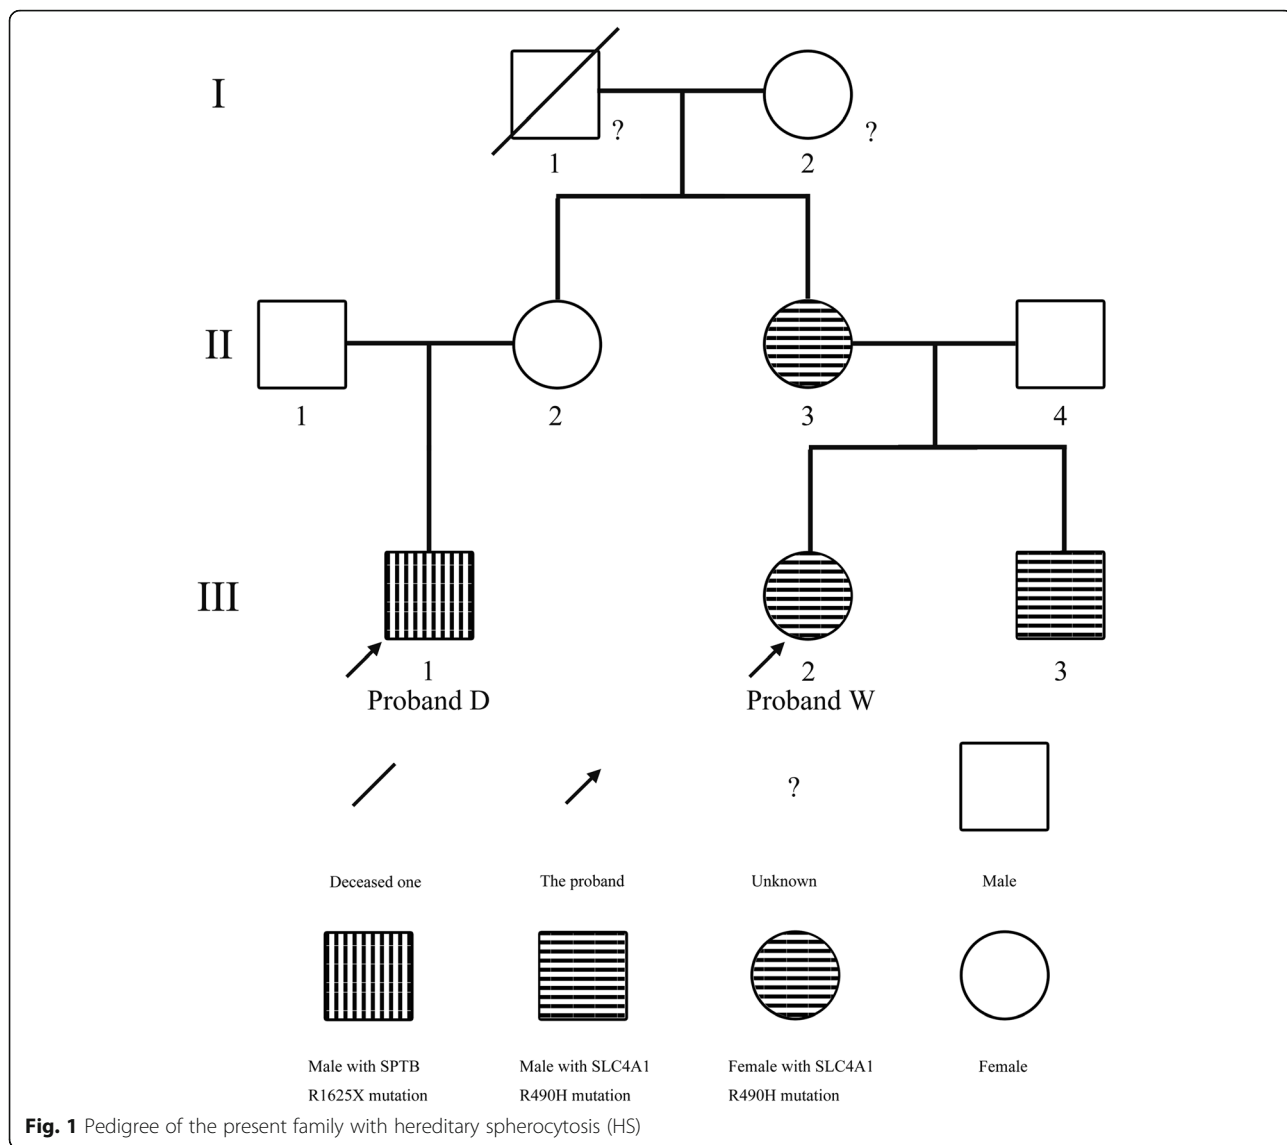 I
?
?
1
2
II
1
2
3
4
III
1
2
3
Proband D
Proband W
?
Deceased one
The proband
Unknown
Male
Male with SPTB
R1625X mutation
Male with SLC4A1
R490H mutation
Female with SLC4A1
R490H mutation
Female
Fig. 1 Pedigree of the present family with hereditary spherocytosis (HS)